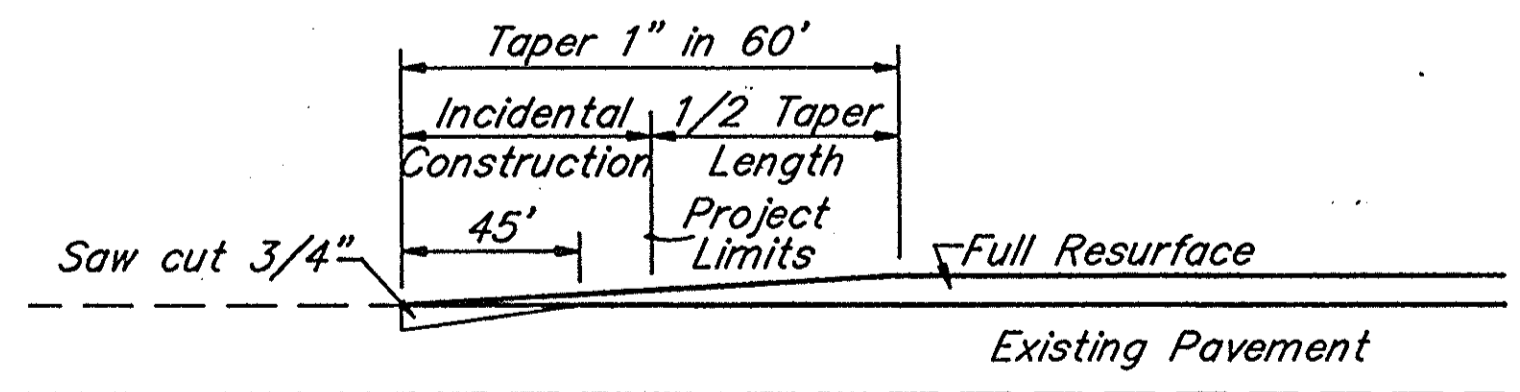 Taper 1" in 60'
Incidental
Construction
1/2 Taper
Length
45'
Project
Limits
Saw cut 3/4"
Full Resurface
Existing Pavement